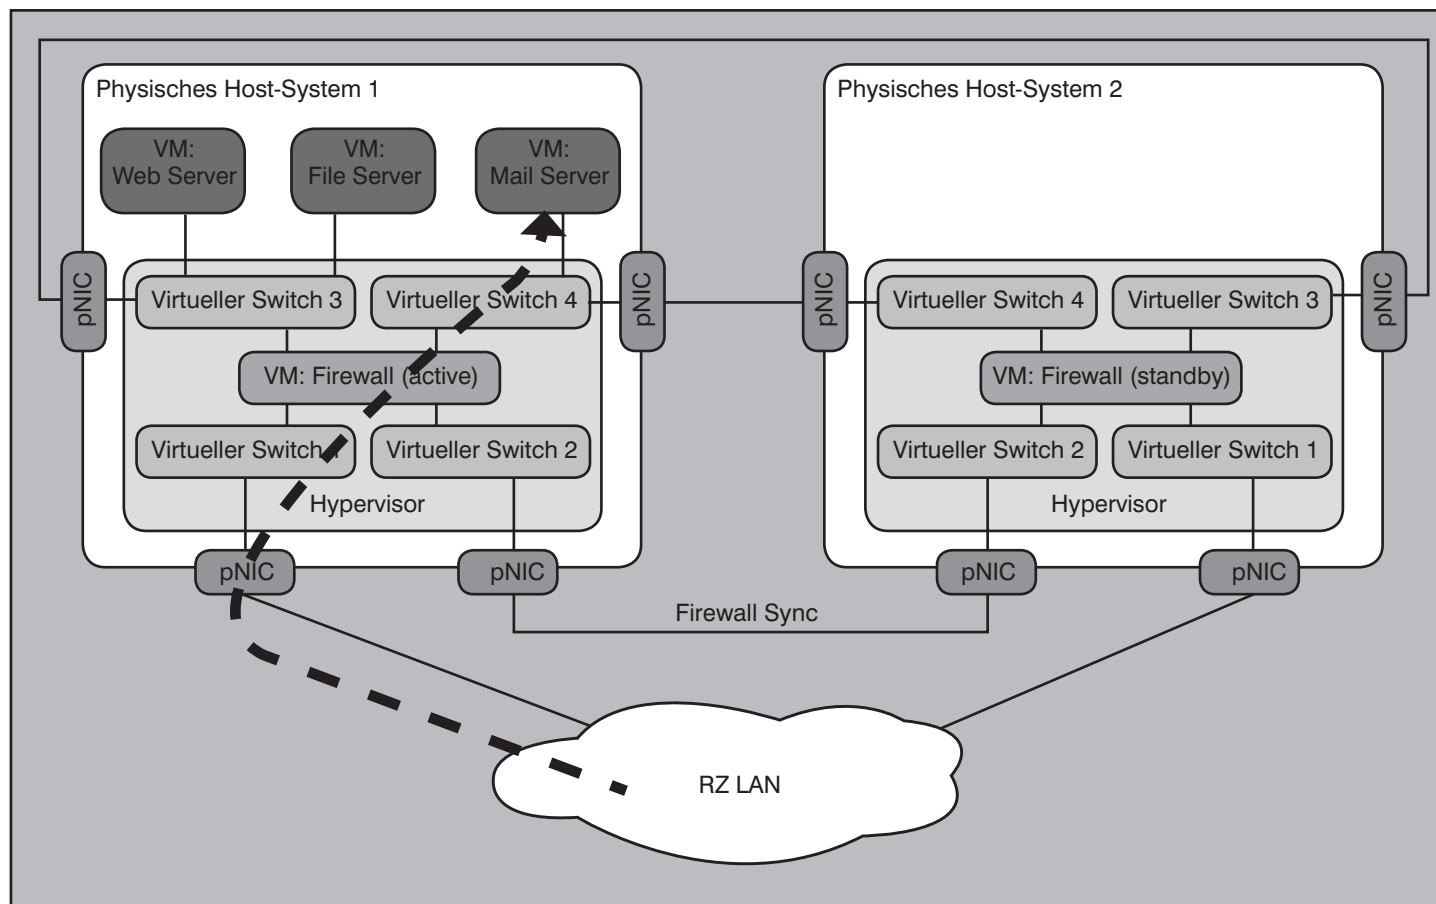 Physisches Host-System 1
VM:
Web Server
VM:
File Server
VM:
Mail Server
pNIC
Virtueller Switch 3
Virtueller Switch 4
pNIC
VM: Firewall (active)
Virtueller Switch 1
Virtueller Switch 2
Hypervisor
pNIC
pNIC
Physisches Host-System 2
pNIC
Virtueller Switch 4
Virtueller Switch 3
pNIC
VM: Firewall (standby)
Virtueller Switch 2
Virtueller Switch 1
Hypervisor
pNIC
pNIC
Firewall Sync
RZ LAN